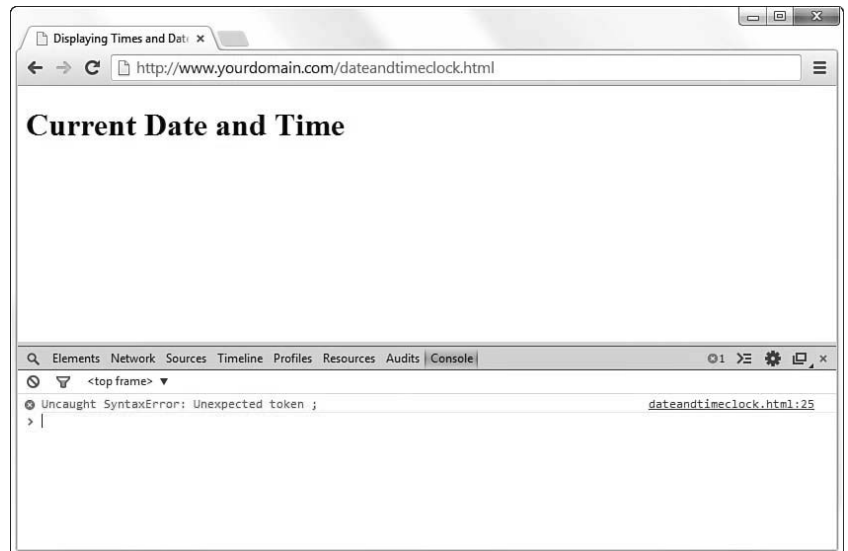 Displaying Times and Dat
http://www.yourdomain.com/dateandtimeclock.html
Current Date and Time
Elements Network Sources Timeline Profiles Resources Audits Console 1
<top frame> ▼
Uncaught SyntaxError: Unexpected token ; dateandtimeclock.html:25
>